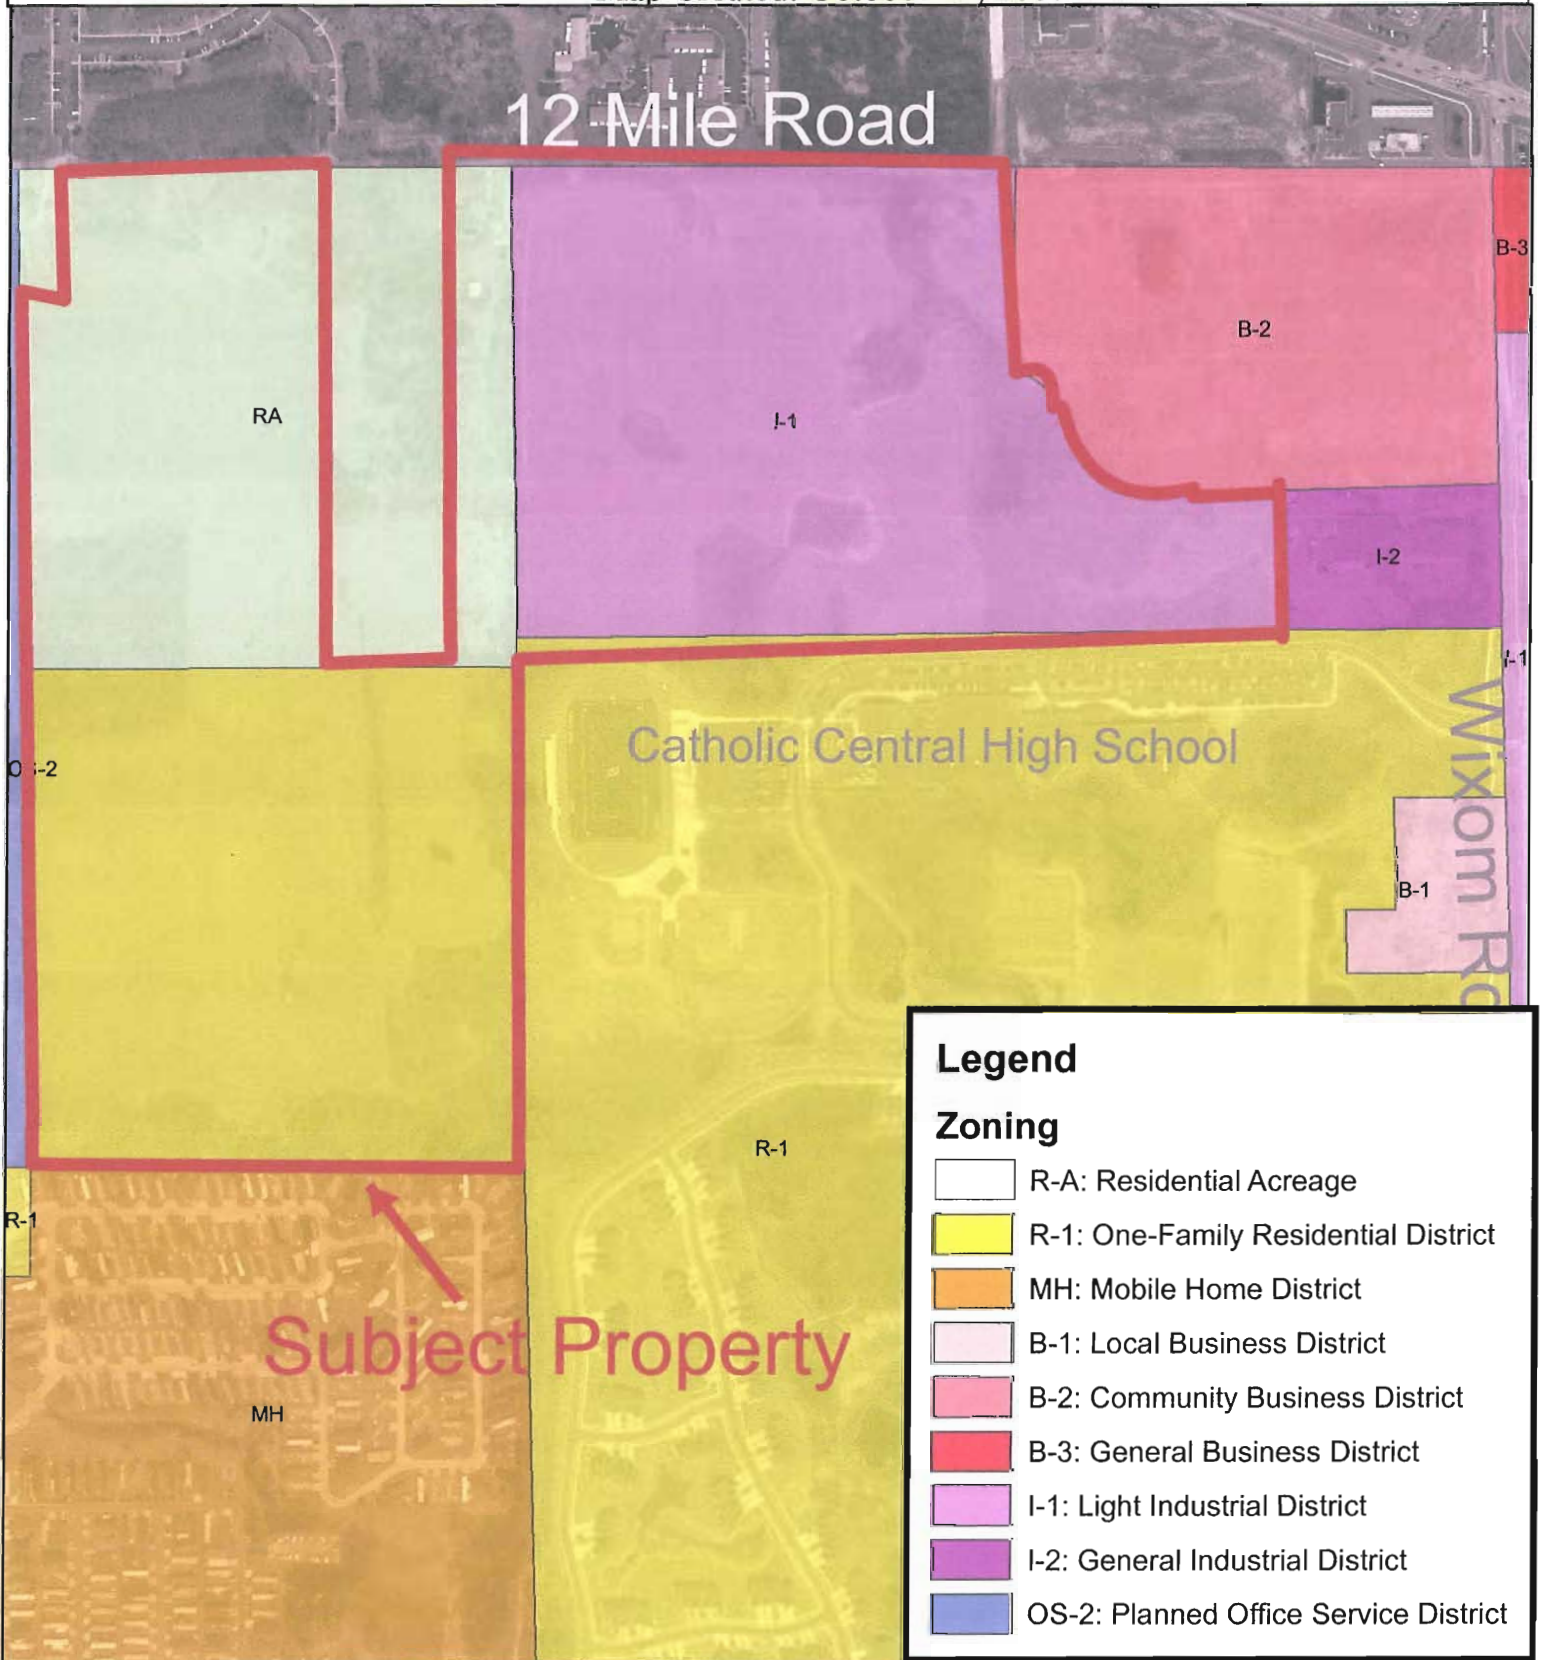 12 Mile Road
B-3
B-2
RA
I-1
I-2
I-1
Catholic Central High School
Wixom Ro
OS-2
B-1
R-1
R-1
Subject Property
MH
Legend
Zoning
R-A: Residential Acreage
R-1: One-Family Residential District
MH: Mobile Home District
B-1: Local Business District
B-2: Community Business District
B-3: General Business District
I-1: Light Industrial District
I-2: General Industrial District
OS-2: Planned Office Service District